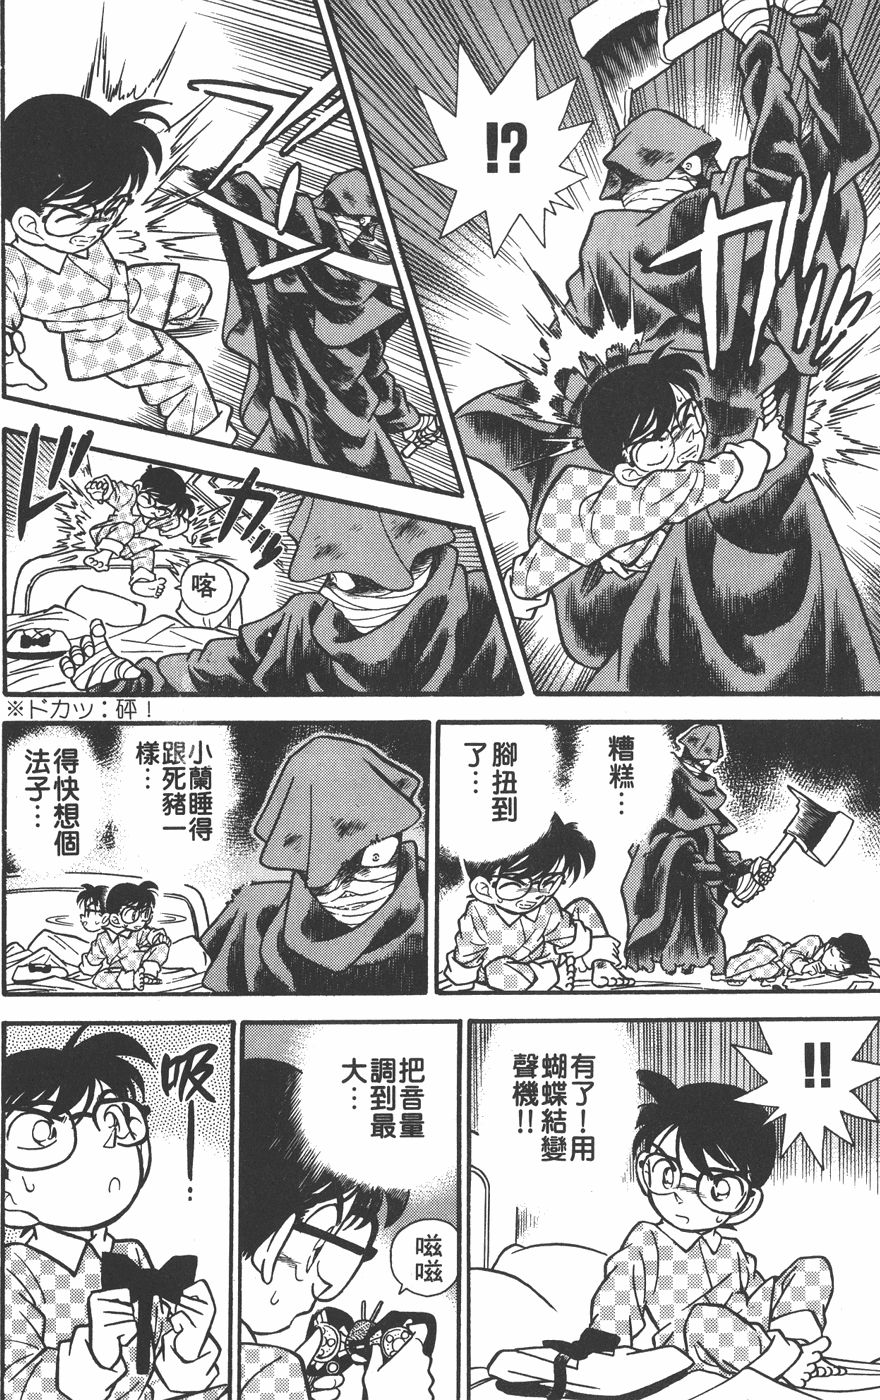 !?
ガッ
ガッ
ドカッ
喀
※ドカッ：砰！
糟糕…
腳扭到
了…
小蘭睡得
跟死豬一
樣…
得快想個
法子…
!!
有了！用
蝴蝶結變
聲機!!
把音量
調到最
大…
嗞嗞
吸—…